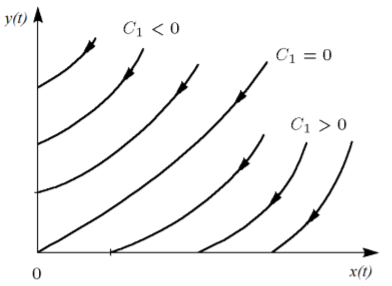 y(t)
C₁ < 0
C₁ = 0
C₁ > 0
0
x(t)